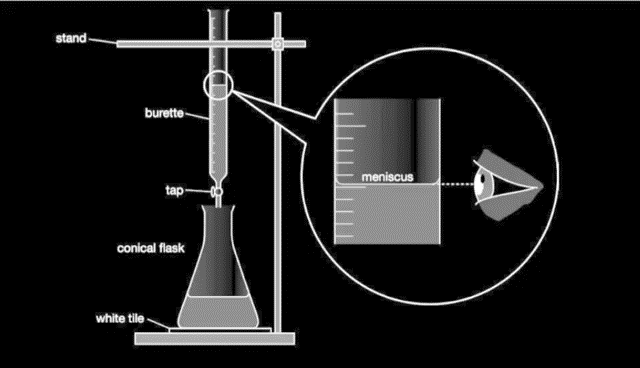 stand
burette
meniscus
tap
conical flask
white tile